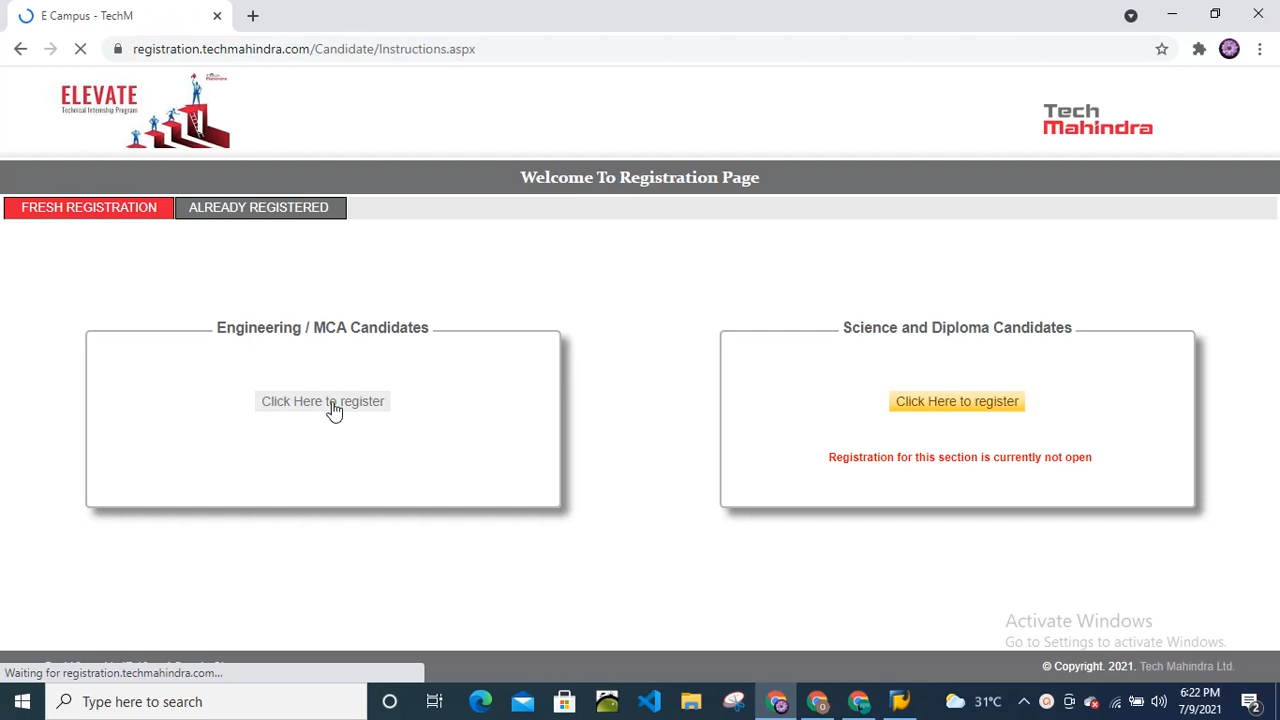 E Campus - TechM
registration.techmahindra.com/Candidate/Instructions.aspx
ELEVATE
Technical Internship Program
Tech
Mahindra
Welcome To Registration Page
FRESH REGISTRATION
ALREADY REGISTERED
Engineering / MCA Candidates
Click Here to register
Science and Diploma Candidates
Click Here to register
Registration for this section is currently not open
Activate Windows
Go to Settings to activate Windows.
© Copyright. 2021. Tech Mahindra Ltd.
Waiting for registration.techmahindra.com...
Type here to search
31°C
6:22 PM
7/9/2021
2